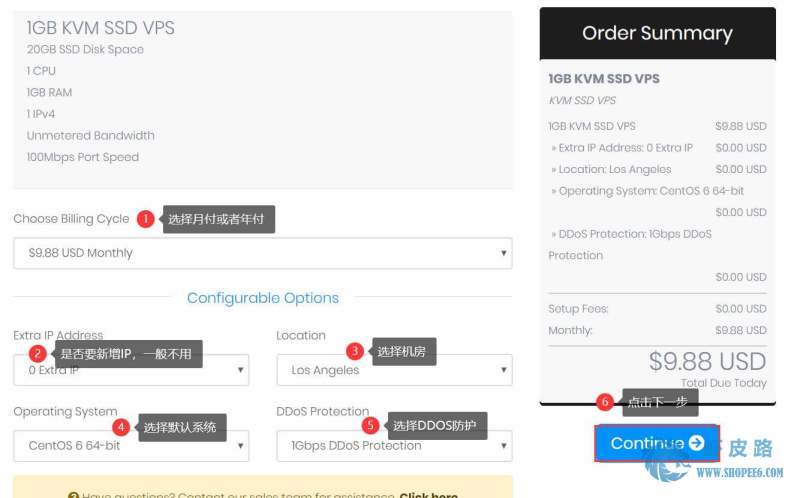 1GB KVM SSD VPS
20GB SSD Disk Space
1 CPU
1GB RAM
1 IPv4
Unmetered Bandwidth
100Mbps Port Speed
Choose Billing Cycle
1 选择月付或者年付
$9.88 USD Monthly
Configurable Options
Extra IP Address
2 是否要新增IP，一般不用
0 Extra IP
Location
3 选择机房
Los Angeles
Operating System
4 选择默认系统
CentOS 6 64-bit
DDoS Protection
5 选择DDOS防护
1Gbps DDoS Protection
Have questions? Contact our sales team for assistance. Click here
Order Summary
1GB KVM SSD VPS
KVM SSD VPS
1GB KVM SSD VPS $9.88 USD
» Extra IP Address: 0 Extra IP $0.00 USD
» Location: Los Angeles $0.00 USD
» Operating System: CentOS 6 64-bit
$0.00 USD
» DDoS Protection: 1Gbps DDoS
Protection
$0.00 USD
Setup Fees: $0.00 USD
Monthly: $9.88 USD
$9.88 USD
Total Due Today
6 点击下一步
Continue
皮路
WWW.SHOPEE6.COM